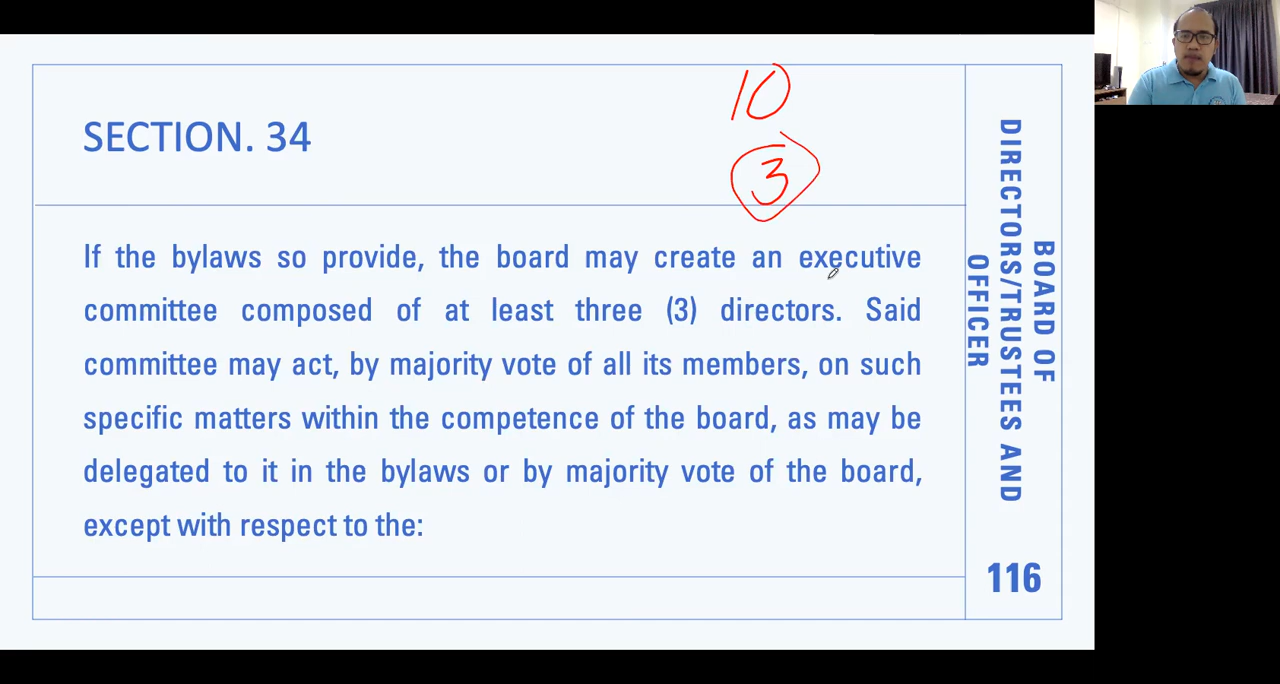 10
SECTION. 34
3
If the bylaws so provide, the board may create an executive
committee composed of at least three (3) directors. Said
committee may act, by majority vote of all its members, on such
specific matters within the competence of the board, as may be
delegated to it in the bylaws or by majority vote of the board,
except with respect to the:
BOARD OF
DIRECTORS/TRUSTEES AND
OFFICER
116